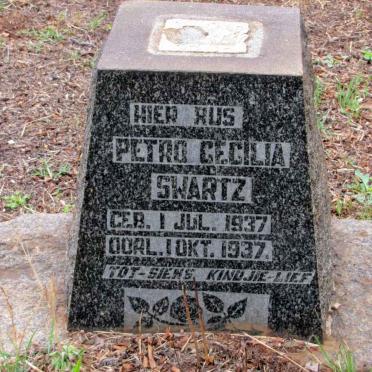 HIER RUS
PETRO CECILIA
SWARTZ
GEB. 1 JUL. 1937
OORL. 1 OKT. 1937.
TOT-SIENS, KINDJIE-LIEF